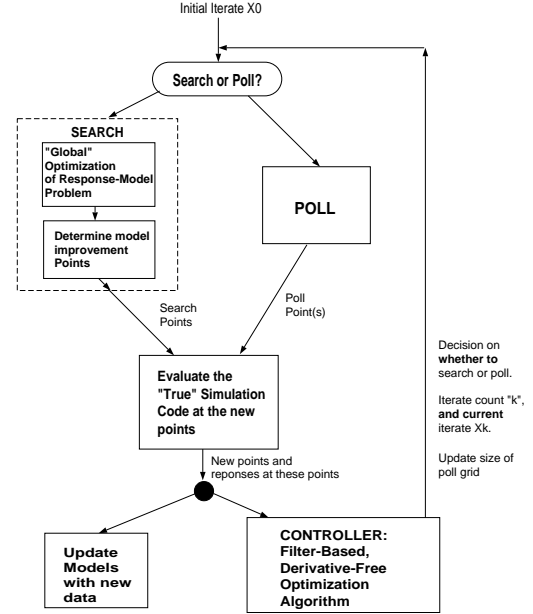 Initial Iterate X0
Search or Poll?
SEARCH
"Global"
Optimization
of Response-Model
Problem
Determine model
improvement
Points
POLL
Search
Points
Poll
Point(s)
Evaluate the
"True" Simulation
Code at the new
points
Decision on
whether to
search or poll.
Iterate count "k",
and current
iterate Xk.
Update size of
poll grid
New points and
reponses at these points
Update
Models
with new
data
CONTROLLER:
Filter-Based,
Derivative-Free
Optimization
Algorithm